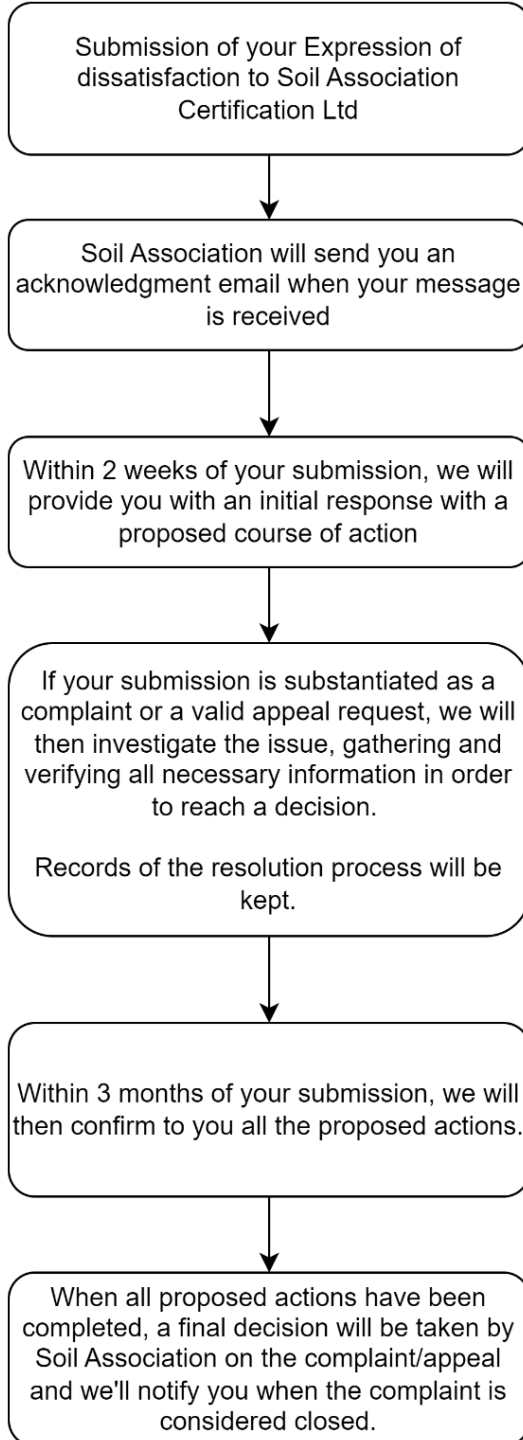 Submission of your Expression of
dissatisfaction to Soil Association
Certification Ltd
Soil Association will send you an
acknowledgment email when your message
is received
Within 2 weeks of your submission, we will
provide you with an initial response with a
proposed course of action
If your submission is substantiated as a
complaint or a valid appeal request, we will
then investigate the issue, gathering and
verifying all necessary information in order
to reach a decision.
Records of the resolution process will be
kept.
Within 3 months of your submission, we will
then confirm to you all the proposed actions.
When all proposed actions have been
completed, a final decision will be taken by
Soil Association on the complaint/appeal
and we'll notify you when the complaint is
considered closed.